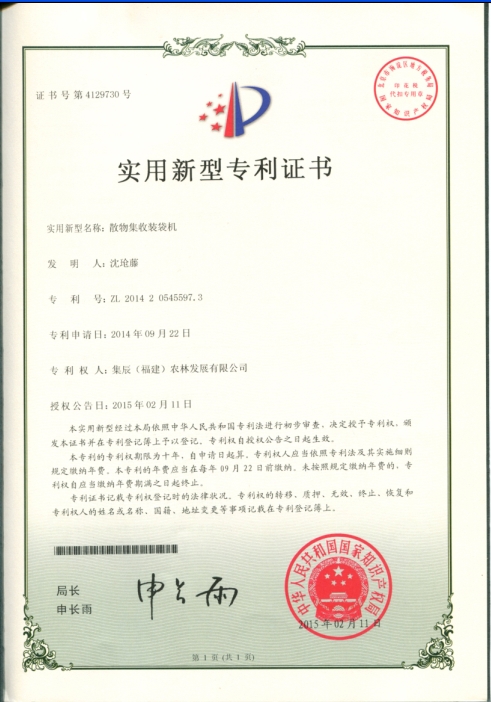 证书号第4129730号
实用新型专利证书
实用新型名称：散物集收装袋机
发 明 人：沈玱藤
专 利 号：ZL 2014 2 0545597.3
专利申请日：2014年09月22日
专 利 权 人：集辰（福建）农林发展有限公司
授权公告日：2015年02月11日
本实用新型经过本局依照中华人民共和国专利法进行初步审查，决定授予专利权，颁
发本证书并在专利登记簿上予以登记。专利权自授权公告之日起生效。
本专利的专利权期限为十年，自申请日起算。专利权人应当依照专利法及其实施细则
规定缴纳年费。本专利的年费应当在每年09月22日前缴纳。未按照规定缴纳年费的，专
利权自应当缴纳年费期满之日起终止。
专利证书记载专利权登记时的法律状况。专利权的转移、质押、无效、终止、恢复和
专利权人的姓名或名称、国籍、地址变更等事项记载在专利登记簿上。
局长
申长雨
申长雨
中华人民共和国国家知识产权局
2015年02月11日
第1页（共1页）